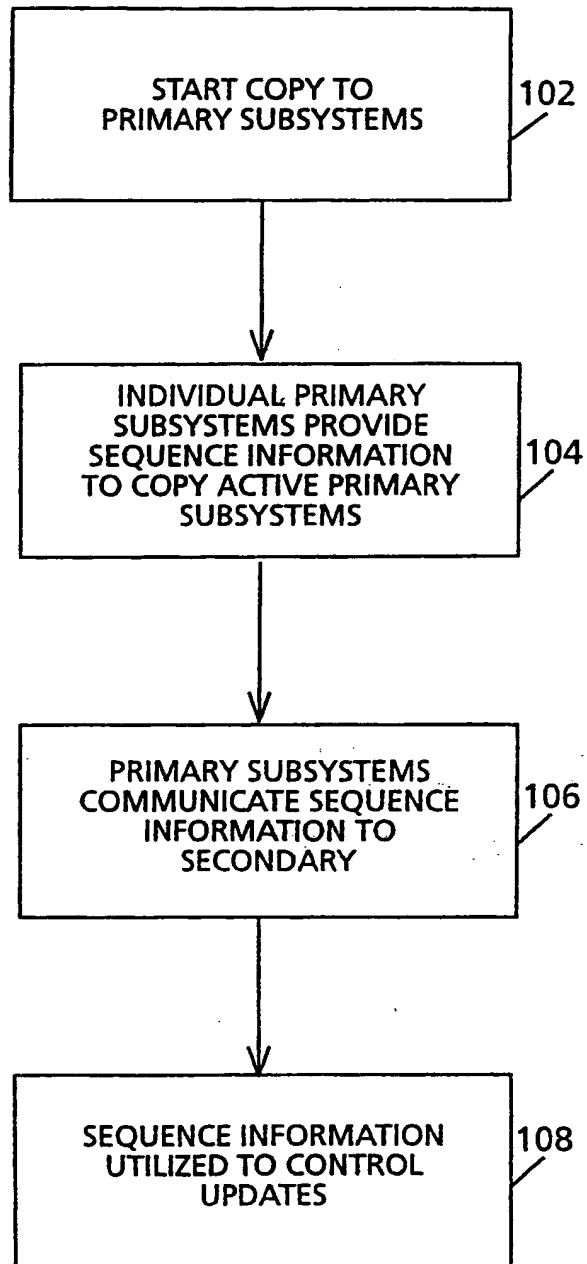 START COPY TO
PRIMARY SUBSYSTEMS
102
INDIVIDUAL PRIMARY
SUBSYSTEMS PROVIDE
SEQUENCE INFORMATION
TO COPY ACTIVE PRIMARY
SUBSYSTEMS
104
PRIMARY SUBSYSTEMS
COMMUNICATE SEQUENCE
INFORMATION TO
SECONDARY
106
SEQUENCE INFORMATION
UTILIZED TO CONTROL
UPDATES
108